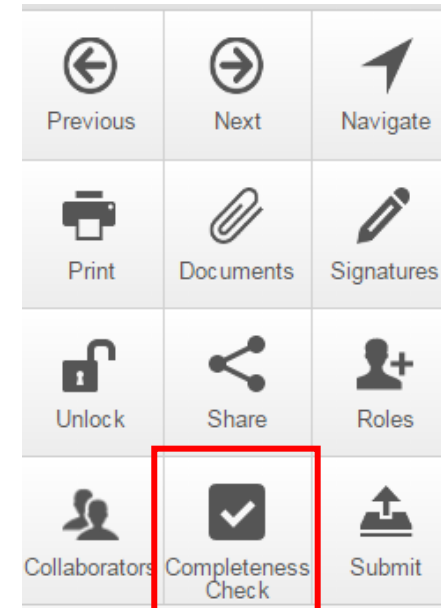 Previous
Next
Navigate
Print
Documents
Signatures
Unlock
Share
Roles
Collaborators
Completeness
Check
Submit